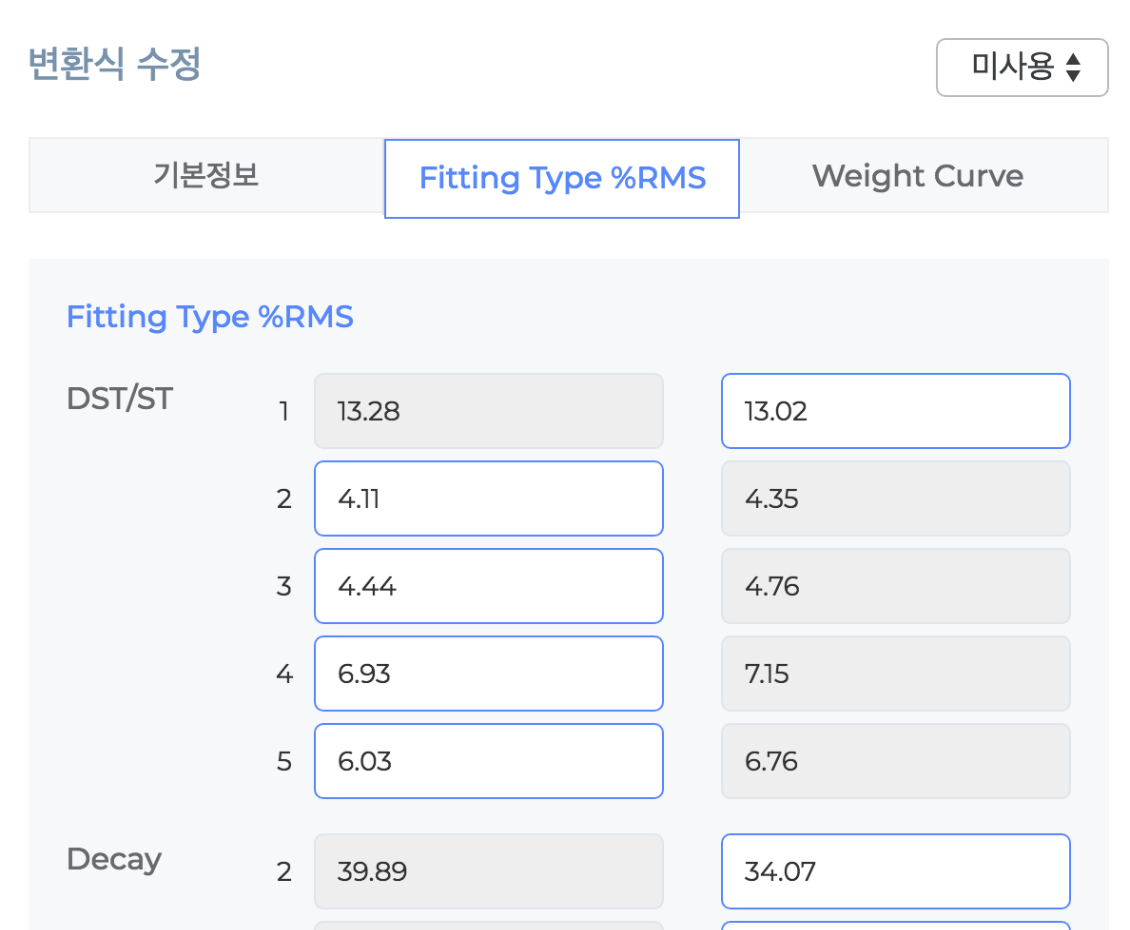 변환식 수정
미사용
기본정보 Fitting Type %RMS Weight Curve
Fitting Type %RMS
DST/ST 1 13.28 13.02
2 4.11 4.35
3 4.44 4.76
4 6.93 7.15
5 6.03 6.76
Decay 2 39.89 34.07